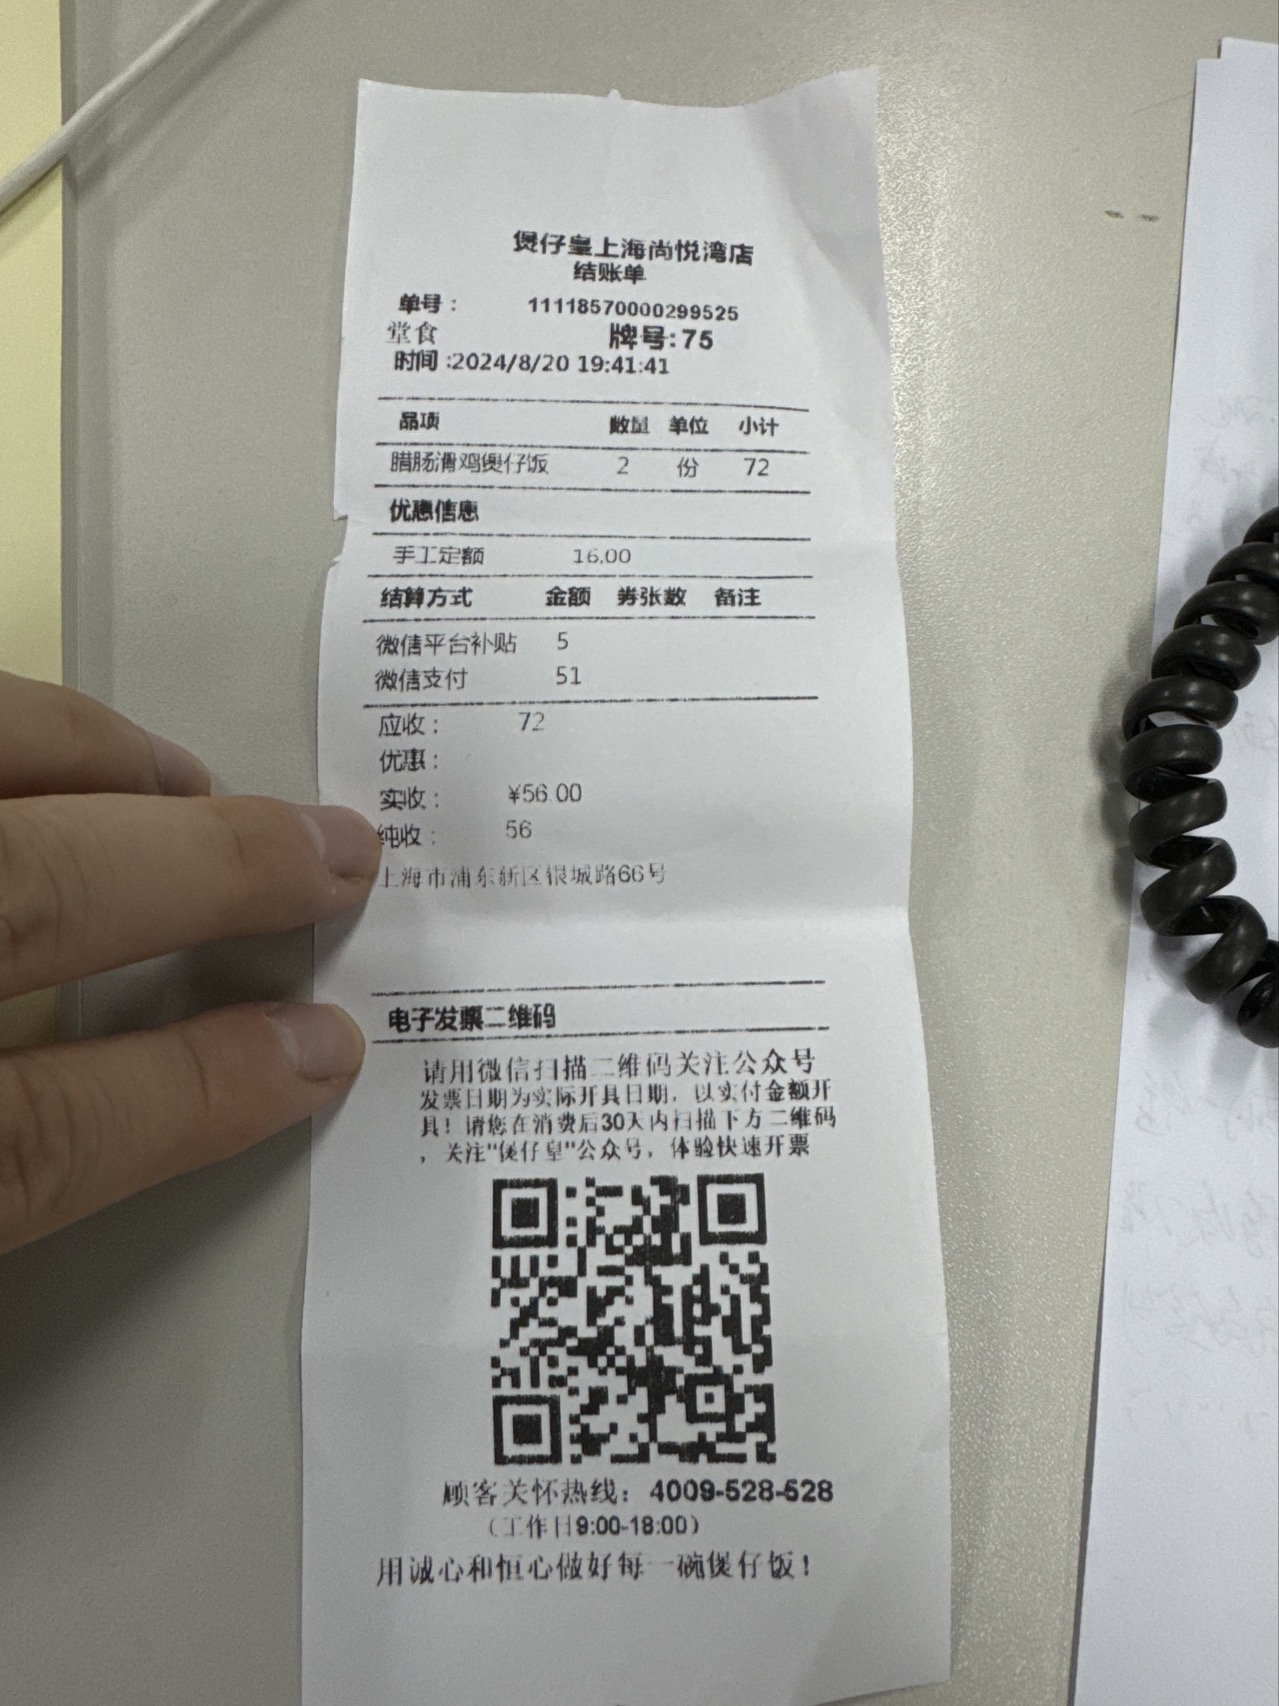 煲仔皇上海尚悦湾店
结账单
单号： 11118570000299525
堂食 牌号:75
时间 :2024/8/20 19:41:41
品项 数量 单位 小计
腊肠滑鸡煲仔饭 2 份 72
优惠信息
手工定额 16.00
结算方式 金额 券张数 备注
微信平台补贴 5
微信支付 51
应收： 72
优惠：
实收： ¥56.00
纯收： 56
上海市浦东新区银城路66号
电子发票二维码
请用微信扫描二维码关注公众号
发票日期为实际开具日期，以实付金额开
具！请您在消费后30天内扫描下方二维码
，关注"煲仔皇"公众号，体验快速开票
顾客关怀热线：4009-528-528
（工作日9:00-18:00）
用诚心和恒心做好每一碗煲仔饭！